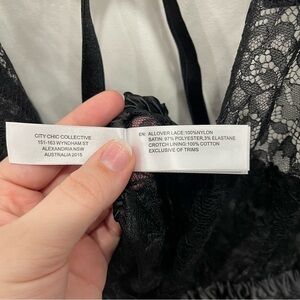 CITY CHIC COLLECTIVE
151-163 WYNDHAM ST
ALEXANDRIA NSW
AUSTRALIA 2015
EN: ALLOVER LACE:100%NYLON
SATIN: 97% POLYESTER,3% ELASTANE
CROTCH LINING:100% COTTON
EXCLUSIVE OF TRIMS